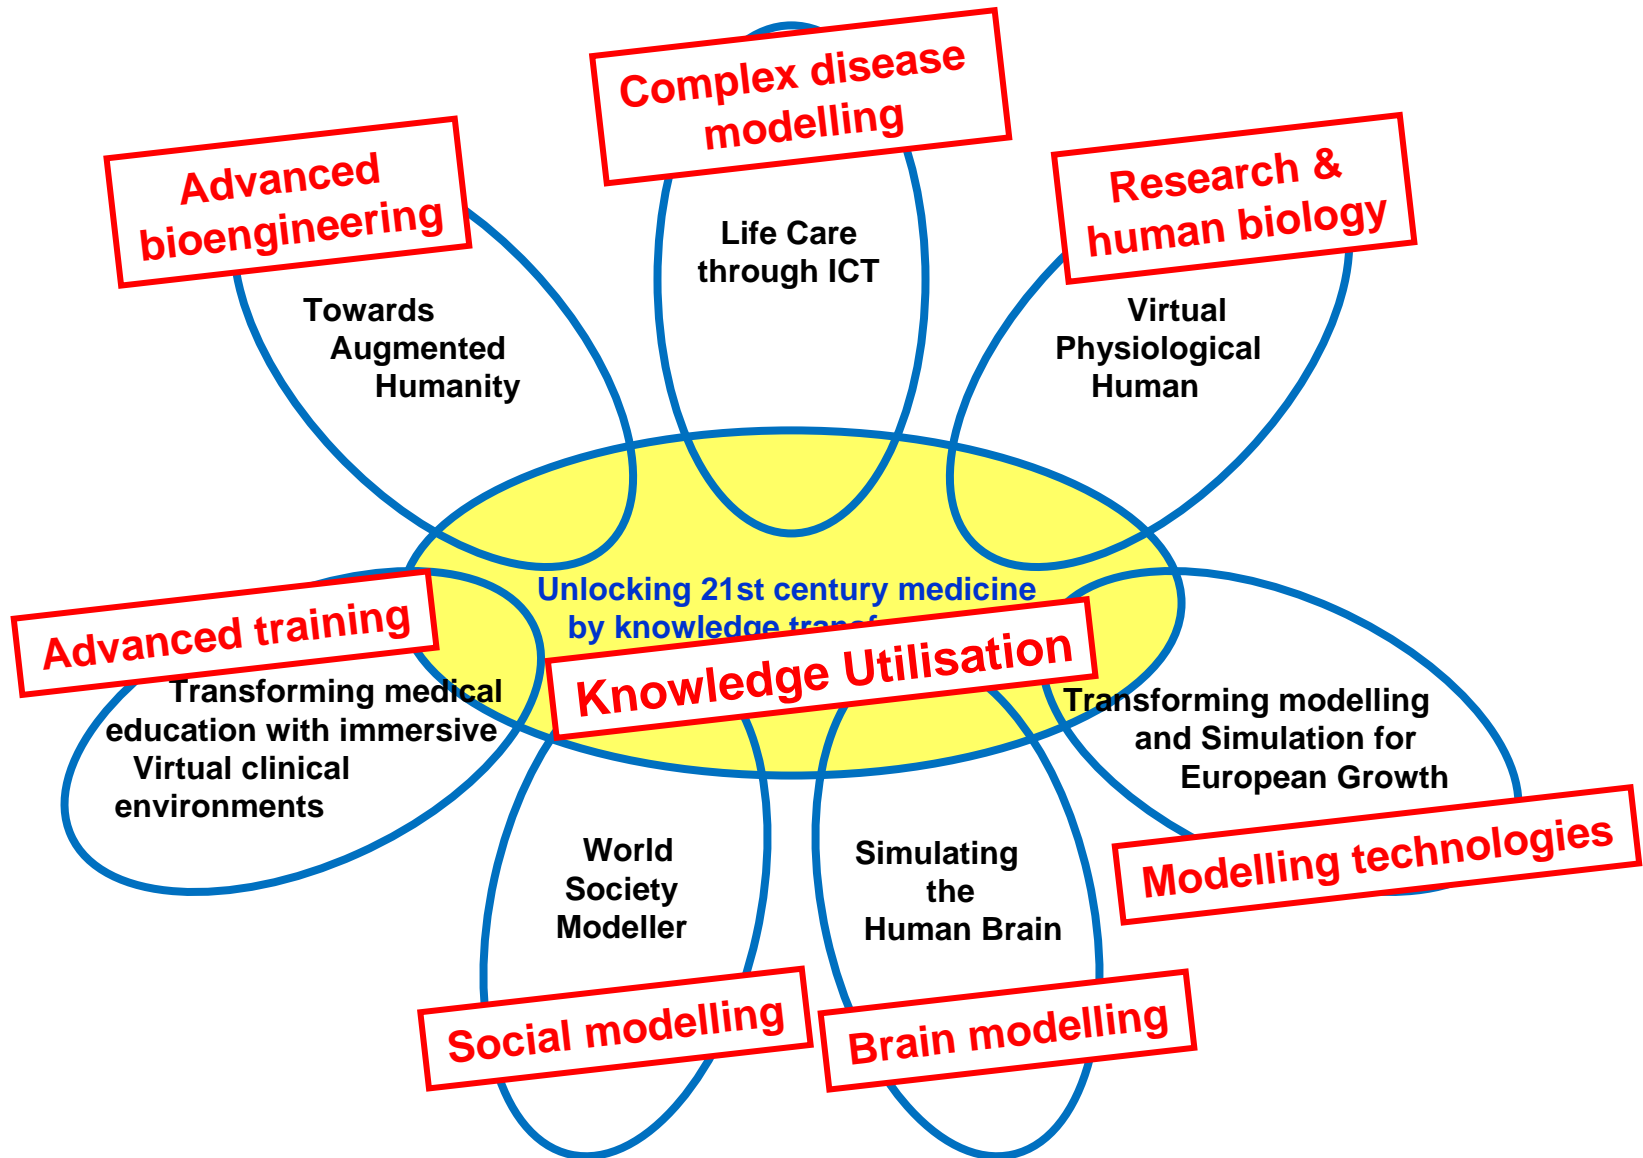 Complex disease
modelling
Life Care
through ICT
Advanced
bioengineering
Towards
Augmented
Humanity
Research &
human biology
Virtual
Physiological
Human
Unlocking 21st century medicine
by knowledge
Knowledge Utilisation
Advanced training
Transforming medical
education with immersive
Virtual clinical
environments
Transforming modelling
and Simulation for
European Growth
Modelling technologies
World
Society
Modeller
Social modelling
Simulating
the
Human Brain
Brain modelling